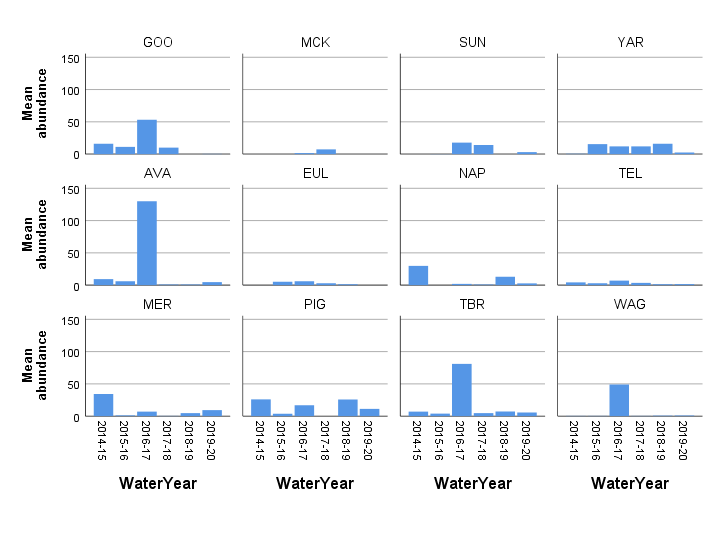 GOO MCK SUN YAR
150
100
50
0
Mean
abundance
AVA EUL NAP TEL
150
100
50
0
Mean
abundance
MER PIG TBR WAG
150
100
50
0
Mean
abundance
2014-15 2015-16 2016-17 2017-18 2018-19 2019-20 2014-15 2015-16 2016-17 2017-18 2018-19 2019-20 2014-15 2015-16 2016-17 2017-18 2018-19 2019-20 2014-15 2015-16 2016-17 2017-18 2018-19 2019-20
WaterYear WaterYear WaterYear WaterYear